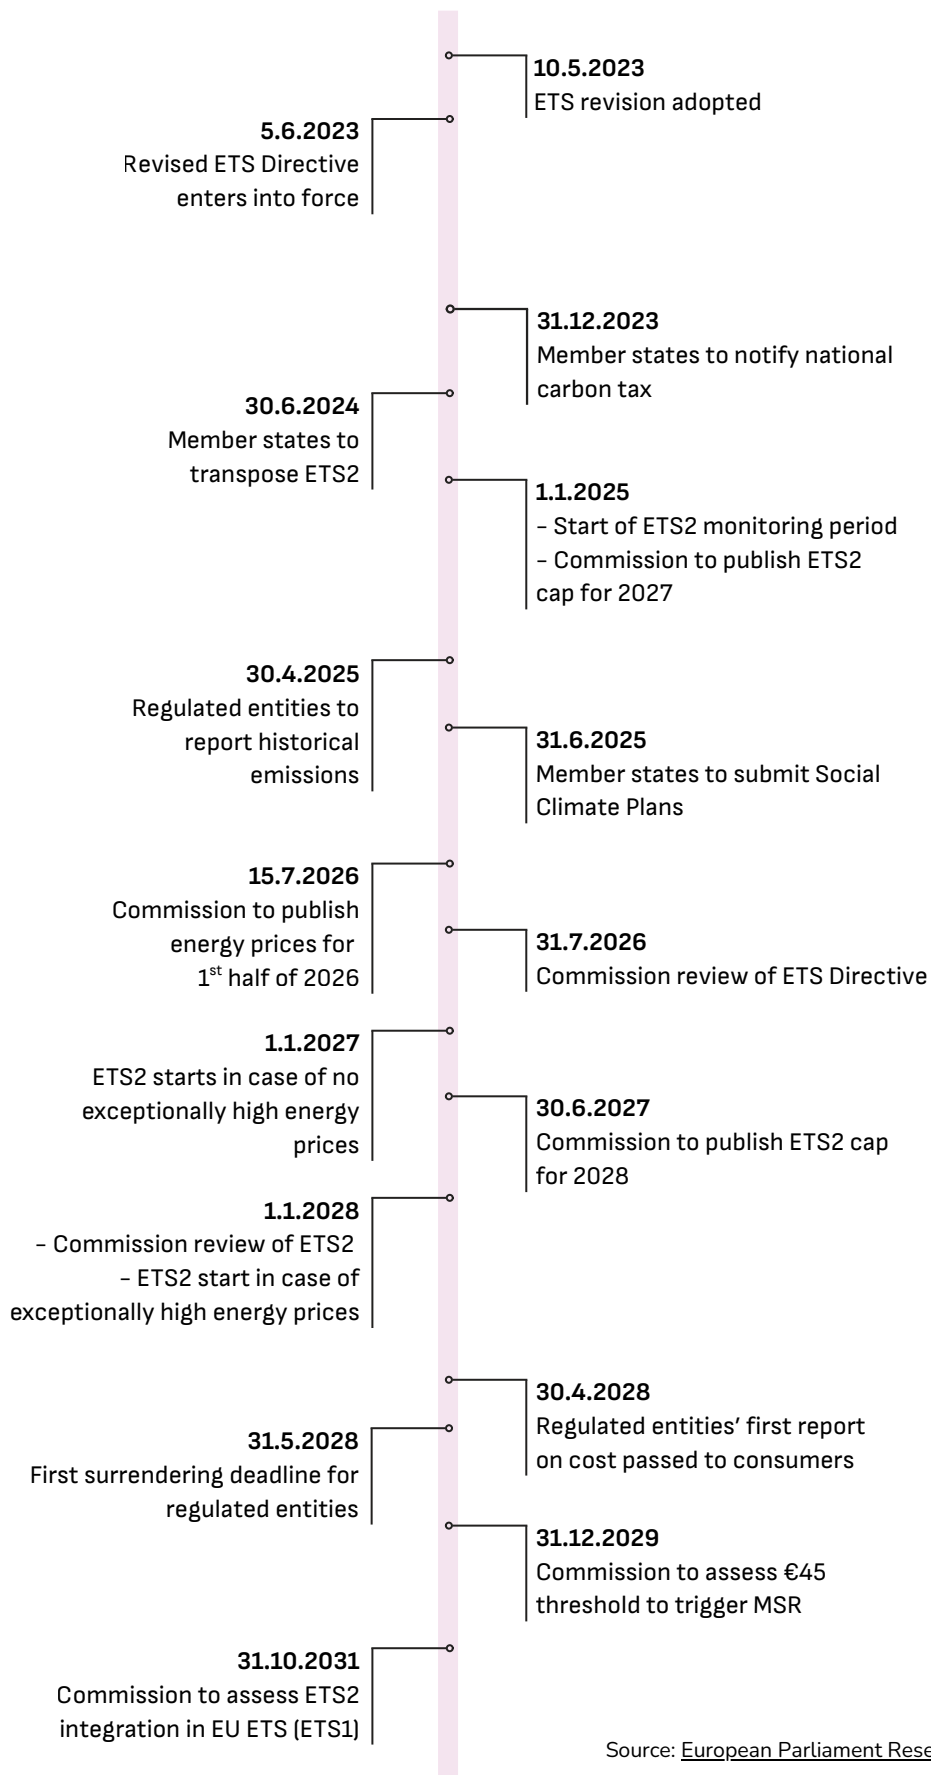 10.5.2023
ETS revision adopted
5.6.2023
Revised ETS Directive
enters into force
31.12.2023
Member states to notify national
carbon tax
30.6.2024
Member states to
transpose ETS2
1.1.2025
- Start of ETS2 monitoring period
- Commission to publish ETS2
cap for 2027
30.4.2025
Regulated entities to
report historical
emissions
31.6.2025
Member states to submit Social
Climate Plans
15.7.2026
Commission to publish
energy prices for
1st half of 2026
31.7.2026
Commission review of ETS Directive
1.1.2027
ETS2 starts in case of no
exceptionally high energy
prices
30.6.2027
Commission to publish ETS2 cap
for 2028
1.1.2028
- Commission review of ETS2
- ETS2 start in case of
exceptionally high energy prices
30.4.2028
Regulated entities' first report
on cost passed to consumers
31.5.2028
First surrendering deadline for
regulated entities
31.12.2029
Commission to assess €45
threshold to trigger MSR
31.10.2031
Commission to assess ETS2
integration in EU ETS (ETS1)
Source: European Parliament Rese